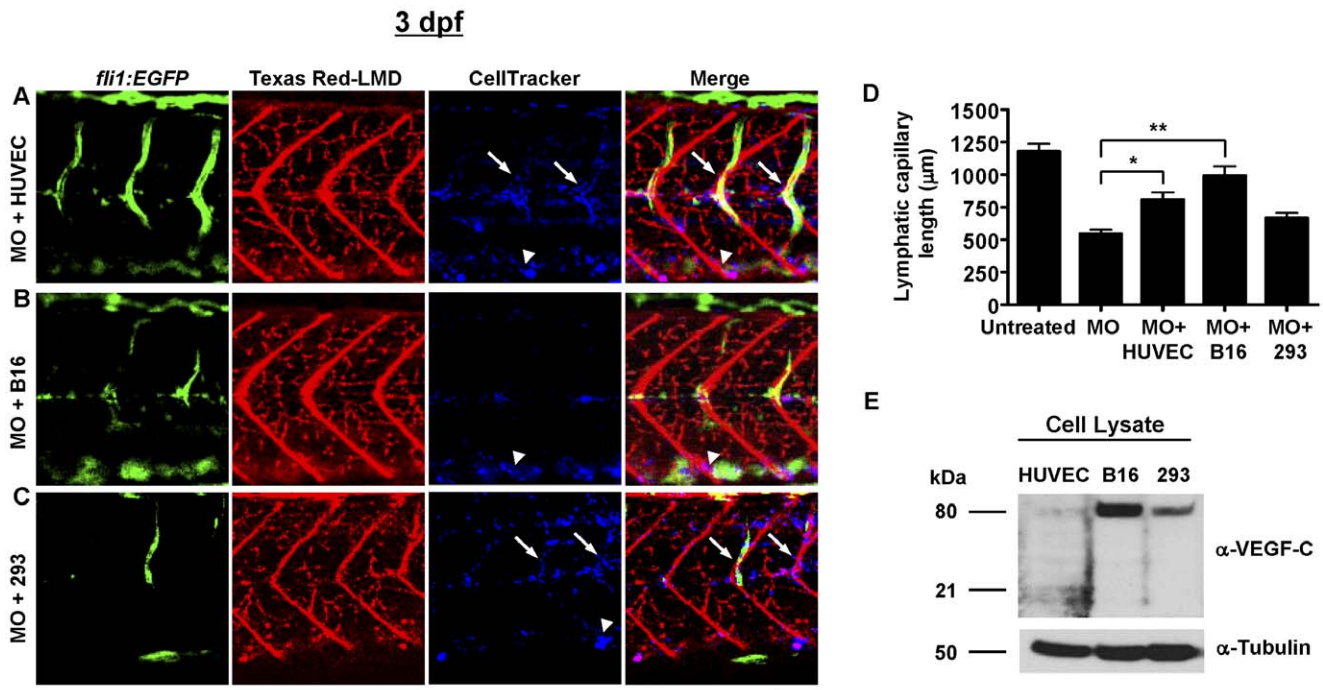 3 dpf
fli1:EGFP Texas Red-LMD CellTracker Merge
A
MO + HUVEC
B
MO + B16
C
MO + 293
D
Lymphatic capillary
length (μm)
1500
1250
1000
750
500
250
0
*
**
Untreated MO MO+ MO+ MO+
HUVEC B16 293
E
Cell Lysate
kDa HUVEC B16 293
80
α-VEGF-C
21
50 α-Tubulin